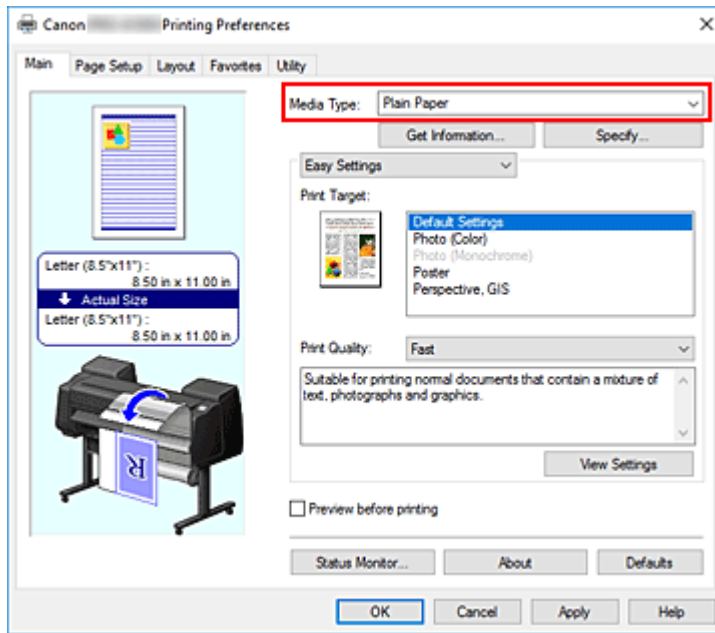 Canon Printing Preferences
Main Page Setup Layout Favorites Utility
Media Type: Plain Paper
Get Information... Specify...
Easy Settings
Print Target:
Default Settings
Photo (Color)
Photo (Monochrome)
Poster
Perspective, GIS
Letter (8.5"x11") :
8.50 in x 11.00 in
Actual Size
Letter (8.5"x11") :
8.50 in x 11.00 in
R
Print Quality: Fast
Suitable for printing normal documents that contain a mixture of
text, photographs and graphics.
View Settings
Preview before printing
Status Monitor... About Defaults
OK Cancel Apply Help